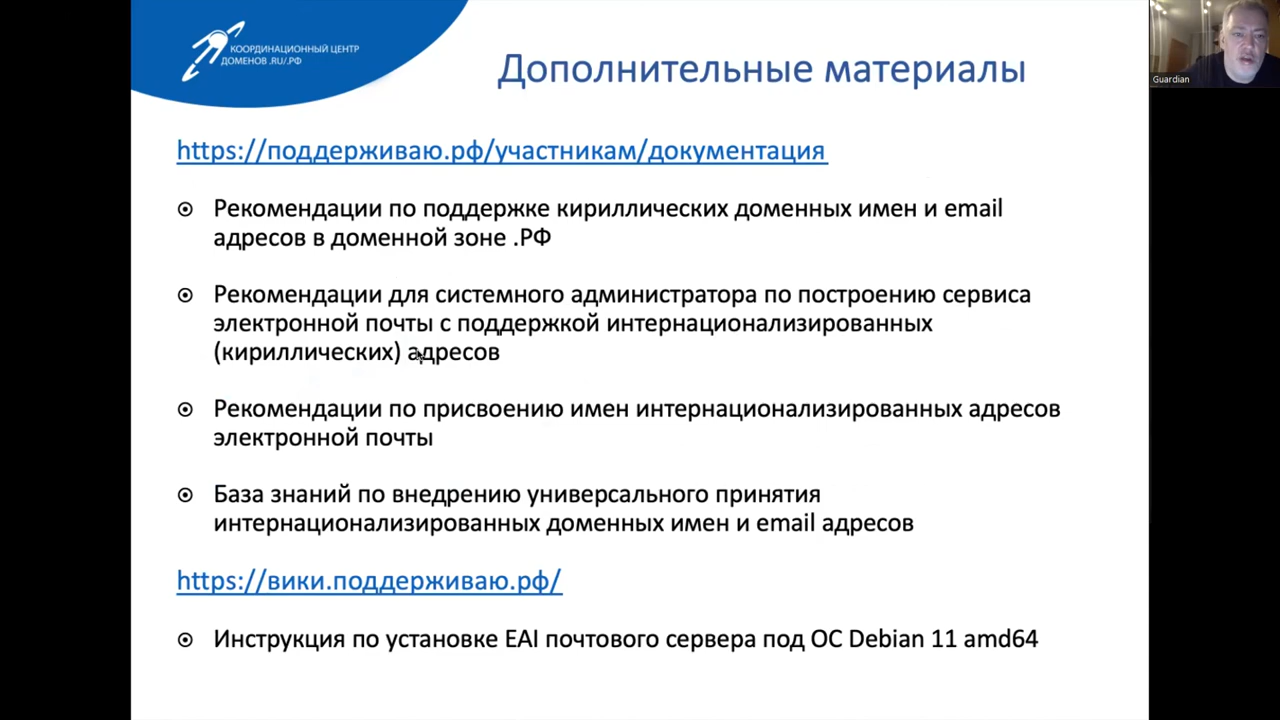 КООРДИНАЦИОННЫЙ ЦЕНТР
ДОМЕНОВ .RU/.РФ
Дополнительные материалы
Guardian
https://поддерживаю.рф/участникам/документация
Рекомендации по поддержке кириллических доменных имен и email
адресов в доменной зоне .РФ
Рекомендации для системного администратора по построению сервиса
электронной почты с поддержкой интернационализированных
(кириллических) адресов
Рекомендации по присвоению имен интернационализированных адресов
электронной почты
База знаний по внедрению универсального принятия
интернационализированных доменных имен и email адресов
https://вики.поддерживаю.рф/
Инструкция по установке EAI почтового сервера под ОС Debian 11 amd64